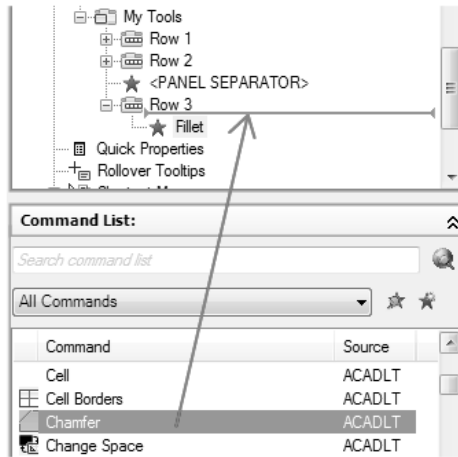 My Tools
Row 1
Row 2
<PANEL SEPARATOR>
Row 3
Fillet
Quick Properties
Rollover Tooltips
Command List:
Search command list
All Commands
Command Source
Cell ACADLT
Cell Borders ACADLT
Chamfer ACADLT
Change Space ACADLT